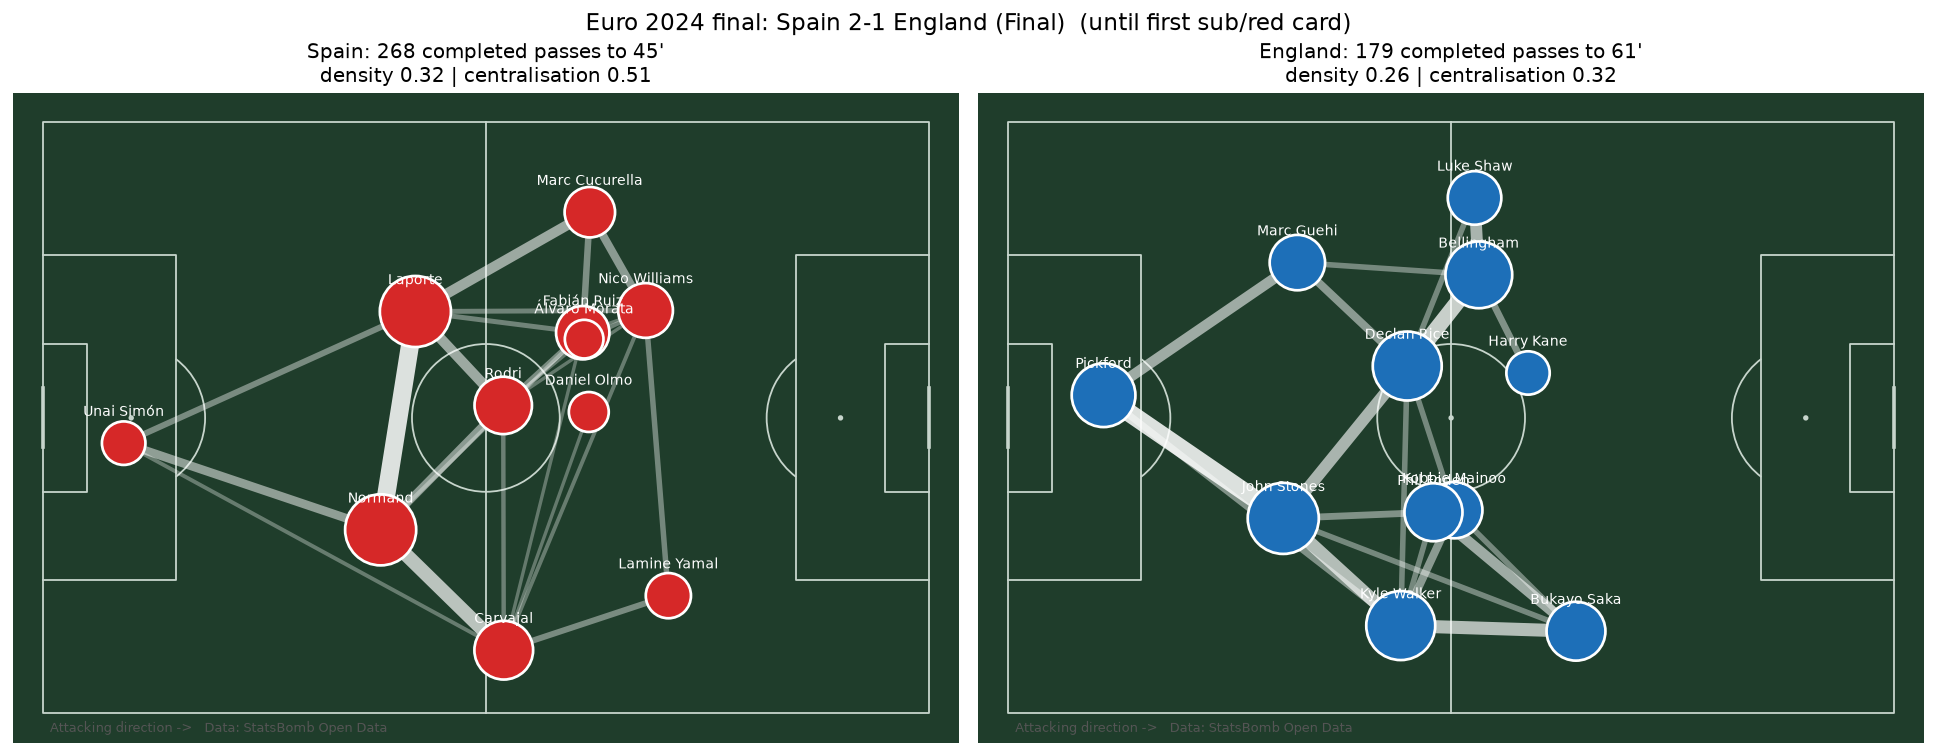 Euro 2024 final: Spain 2-1 England (Final)  (until first sub/red card)
Spain: 268 completed passes to 45'
density 0.32 | centralisation 0.51
Marc Cucurella
Laporte
Nico Williams
Fabián Ruiz
Álvaro Morata
Rodri
Daniel Olmo
Unai Simón
Normand
Lamine Yamal
Carvajal
Attacking direction ->   Data: StatsBomb Open Data
England: 179 completed passes to 61'
density 0.26 | centralisation 0.32
Luke Shaw
Marc Guehi
Bellingham
Declan Rice
Harry Kane
Pickford
Kobbie Mainoo
Phil Foden
John Stones
Kyle Walker
Bukayo Saka
Attacking direction ->   Data: StatsBomb Open Data